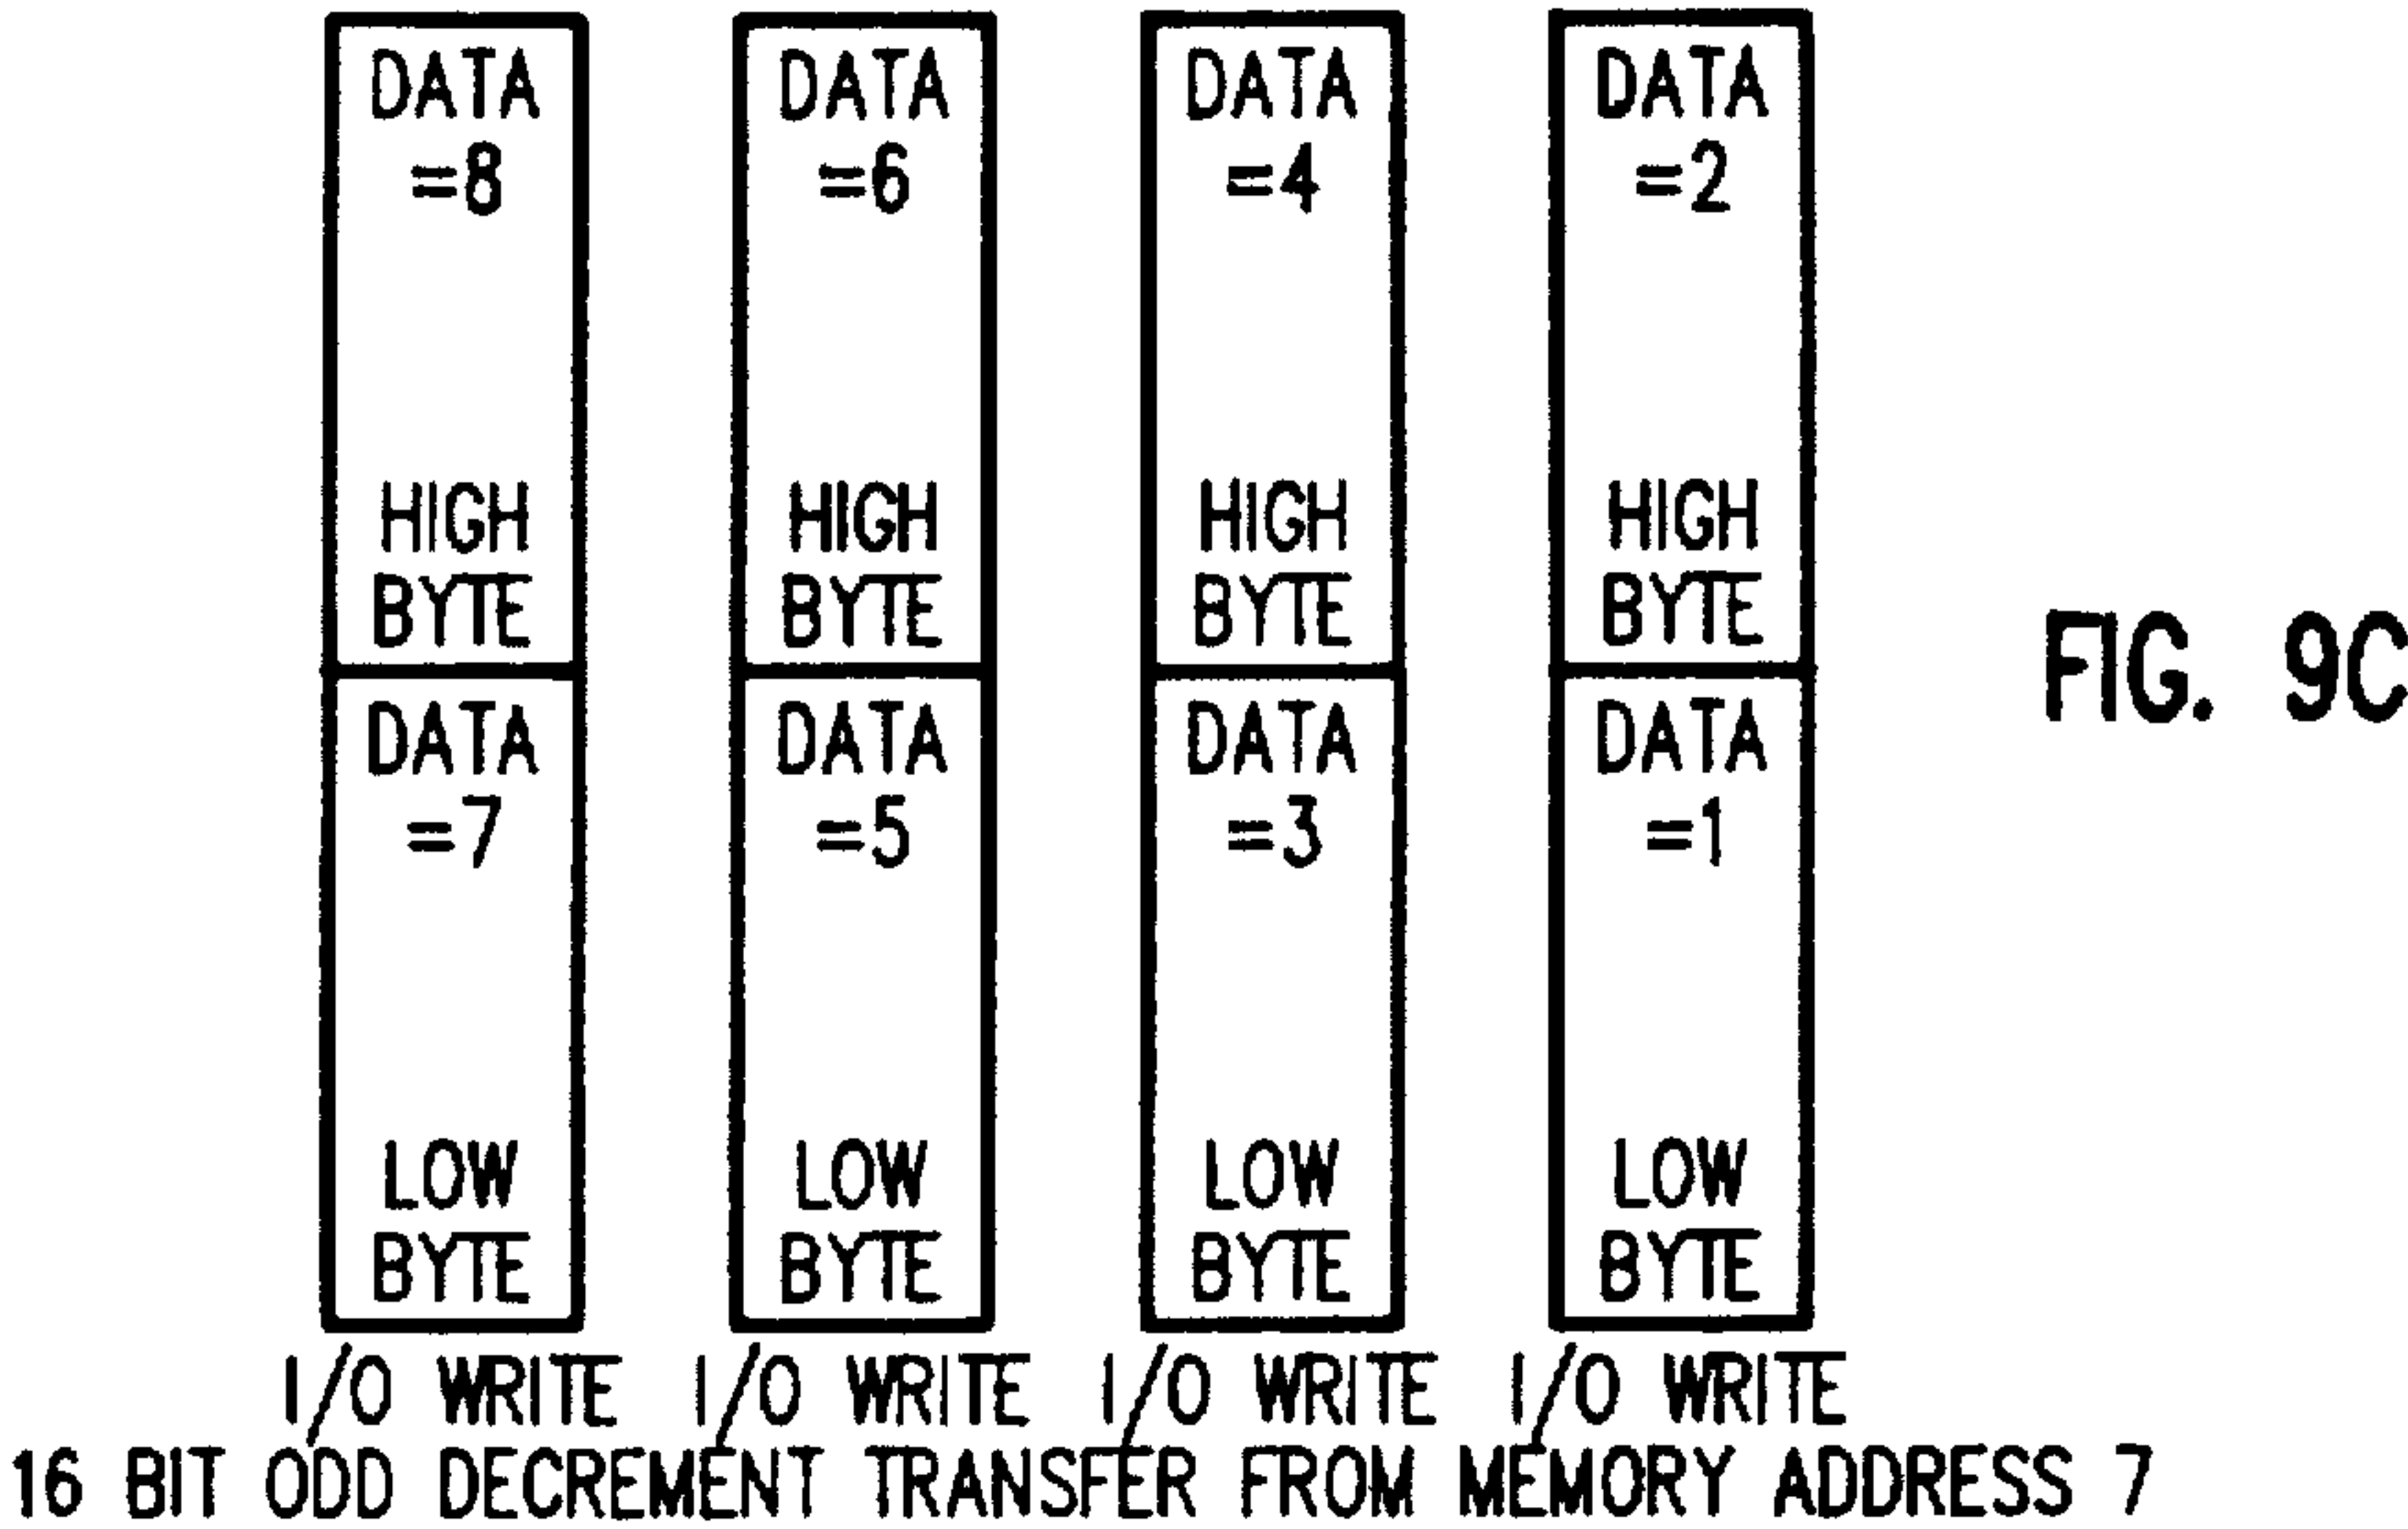 DATA DATA DATA DATA
=8 =6 =4 =2
HIGH HIGH HIGH HIGH
BYTE BYTE BYTE BYTE
FIG. 9C
DATA DATA DATA DATA
=7 =5 =3 =1
LOW LOW LOW LOW
BYTE BYTE BYTE BYTE
I/O WRITE I/O WRITE I/O WRITE I/O WRITE
16 BIT ODD DECREMENT TRANSFER FROM MEMORY ADDRESS 7